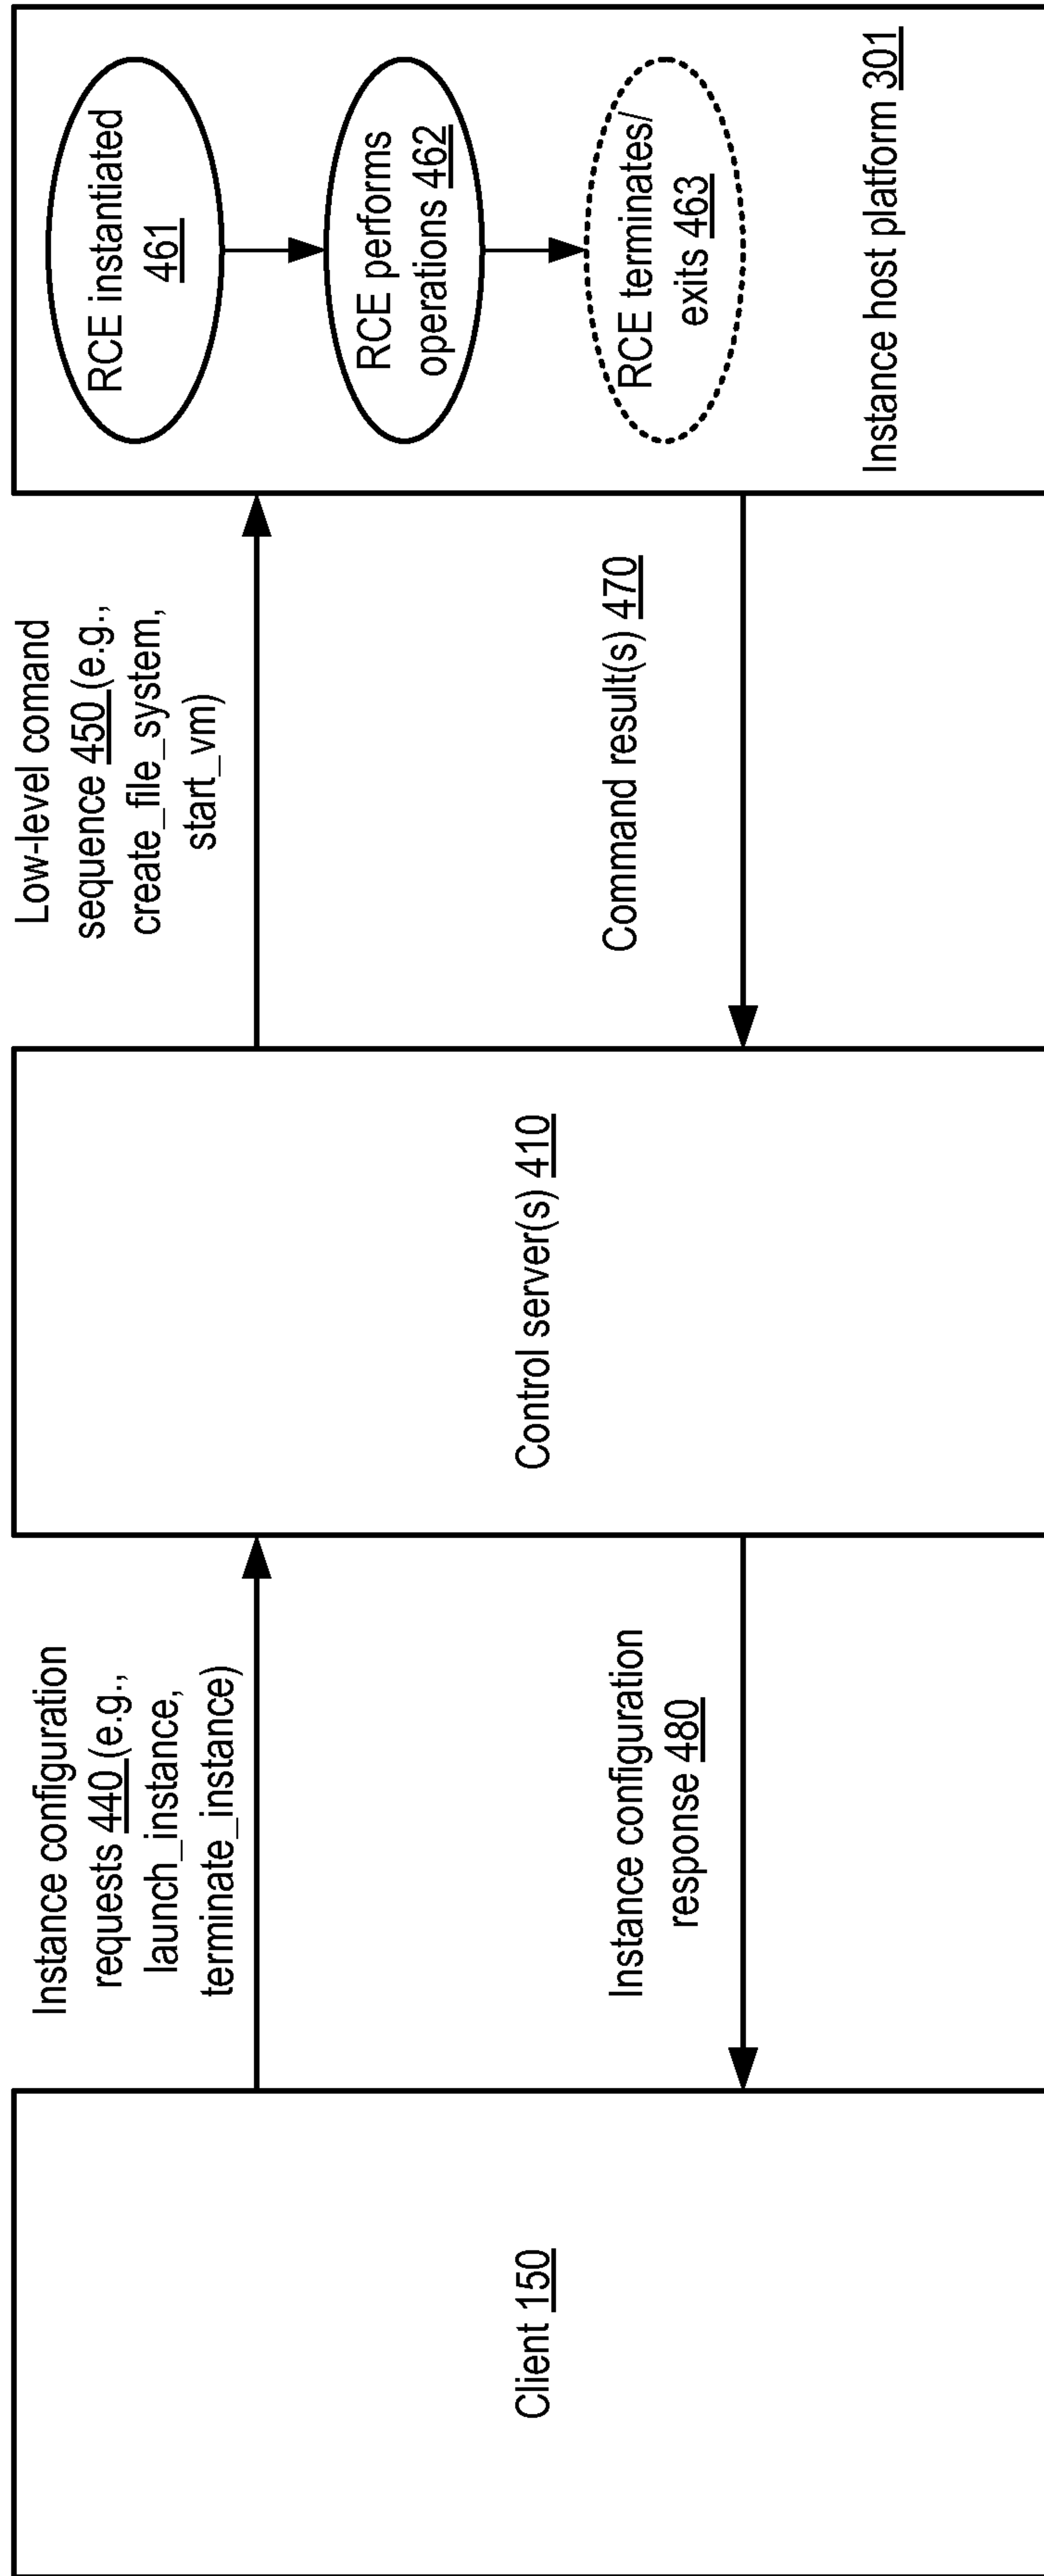 Client 150
Instance configuration
requests 440 (e.g.,
launch_instance,
terminate_instance)
Instance configuration
response 480
Control server(s) 410
Low-level comand
sequence 450 (e.g.,
create_file_system,
start_vm)
Command result(s) 470
RCE instantiated
461
RCE performs
operations 462
RCE terminates/
exits 463
Instance host platform 301